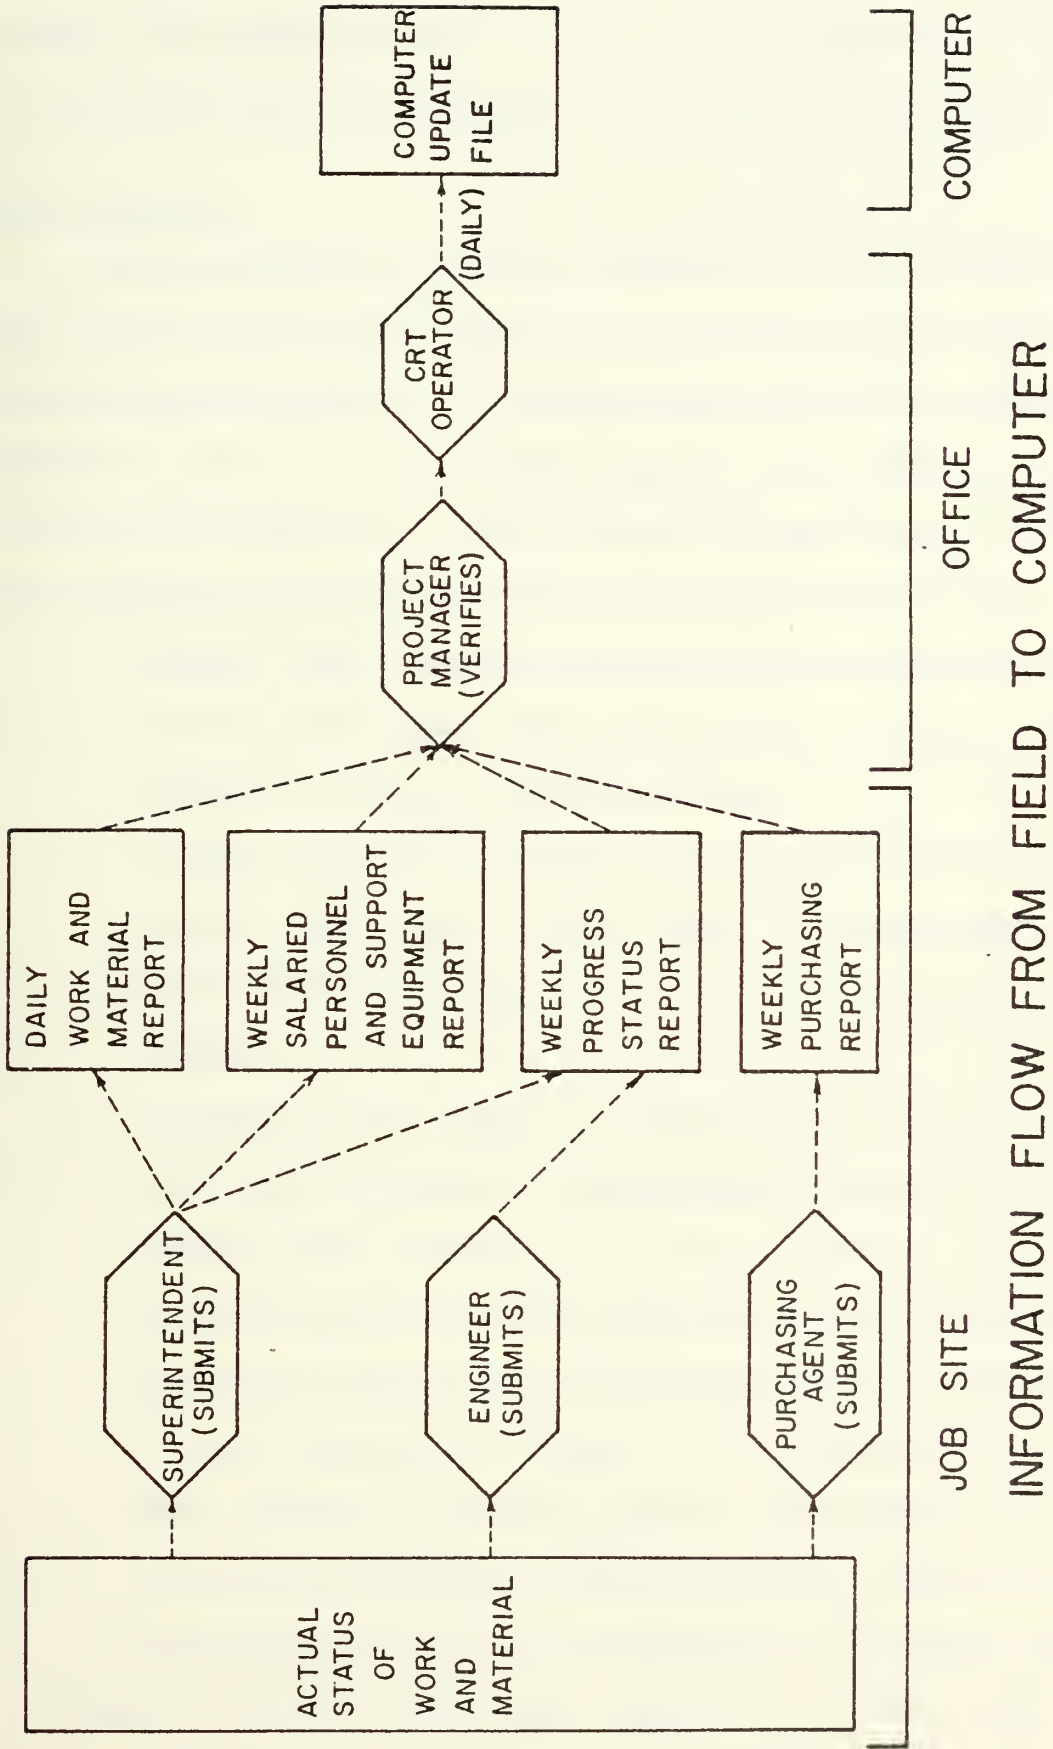 ACTUAL
STATUS
OF
WORK
AND
MATERIAL
SUPERINTENDENT
(SUBMITS)
ENGINEER
(SUBMITS)
PURCHASING
AGENT
(SUBMITS)
DAILY
WORK AND
MATERIAL
REPORT
WEEKLY
SALARIED
PERSONNEL
AND SUPPORT
EQUIPMENT
REPORT
WEEKLY
PROGRESS
STATUS
REPORT
WEEKLY
PURCHASING
REPORT
PROJECT
MANAGER
(VERIFIES)
CRT
OPERATOR
(DAILY)
COMPUTER
UPDATE
FILE
JOB SITE
OFFICE
COMPUTER
INFORMATION FLOW FROM FIELD TO COMPUTER